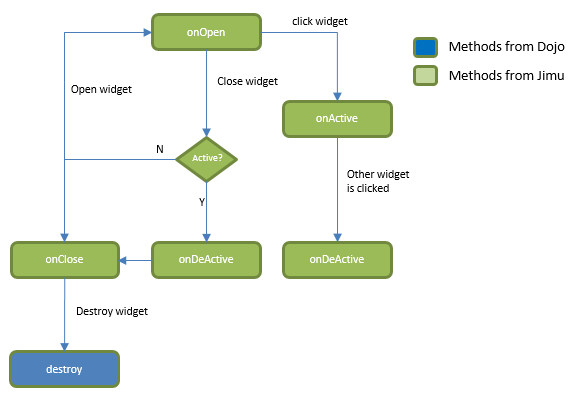 onOpen
click widget
Methods from Dojo
Methods from Jimu
Open widget
Close widget
onActive
N
Active?
Other widget
is clicked
Y
onClose
onDeActive
onDeActive
Destroy widget
destroy